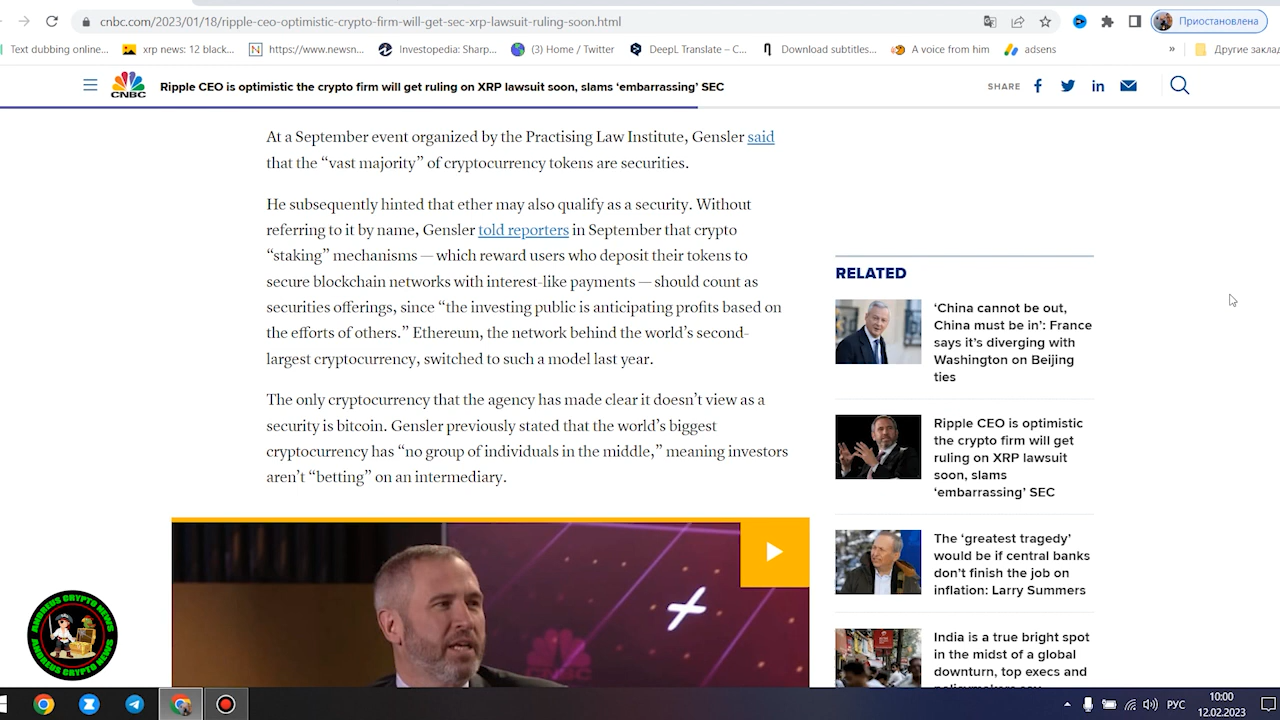 cnbc.com/2023/01/18/ripple-ceo-optimistic-crypto-firm-will-get-sec-xrp-lawsuit-ruling-soon.html
Приостановлена
Text dubbing online...
xrp news: 12 black...
https://www.newsn...
Investopedia: Sharp...
(3) Home / Twitter
DeepL Translate – C...
Download subtitles...
A voice from him
adsens
»
Другие закла
CNBC
Ripple CEO is optimistic the crypto firm will get ruling on XRP lawsuit soon, slams ‘embarrassing’ SEC
SHARE
At a September event organized by the Practising Law Institute, Gensler said
that the “vast majority” of cryptocurrency tokens are securities.
He subsequently hinted that ether may also qualify as a security. Without
referring to it by name, Gensler told reporters in September that crypto
“staking” mechanisms — which reward users who deposit their tokens to
secure blockchain networks with interest-like payments — should count as
securities offerings, since “the investing public is anticipating profits based on
the efforts of others.” Ethereum, the network behind the world’s second-
largest cryptocurrency, switched to such a model last year.
The only cryptocurrency that the agency has made clear it doesn’t view as a
security is bitcoin. Gensler previously stated that the world’s biggest
cryptocurrency has “no group of individuals in the middle,” meaning investors
aren’t “betting” on an intermediary.
RELATED
‘China cannot be out,
China must be in’: France
says it’s diverging with
Washington on Beijing
ties
Ripple CEO is optimistic
the crypto firm will get
ruling on XRP lawsuit
soon, slams
‘embarrassing’ SEC
The ‘greatest tragedy’
would be if central banks
don’t finish the job on
inflation: Larry Summers
India is a true bright spot
in the midst of a global
downturn, top execs and
ANDREUS CRYPTO NEWS
ANDREUS CRYPTO NEWS
РУС
10:00
12.02.2023